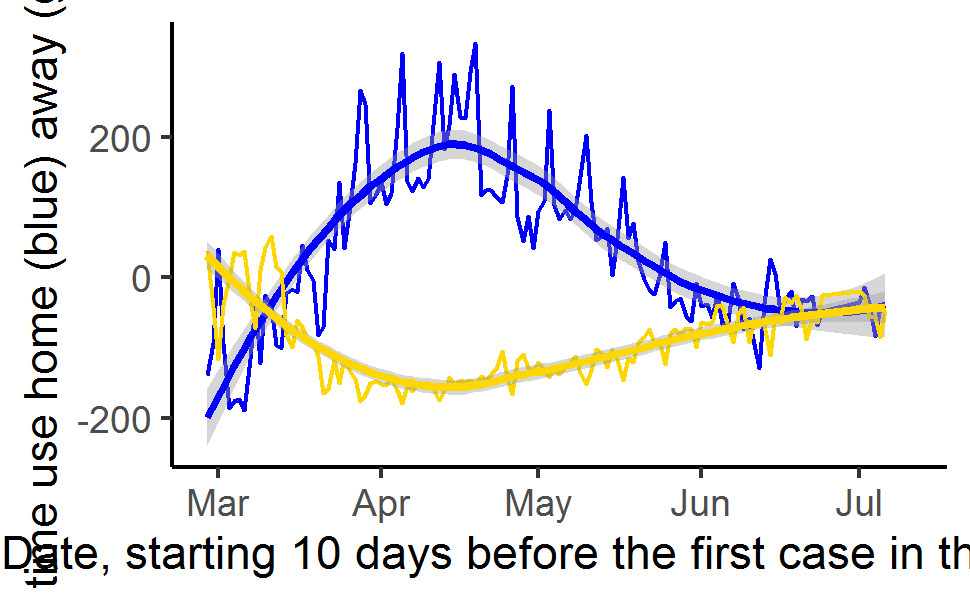 time use home (blue) away (
200
0
-200
Mar Apr May Jun Jul
Date, starting 10 days before the first case in th